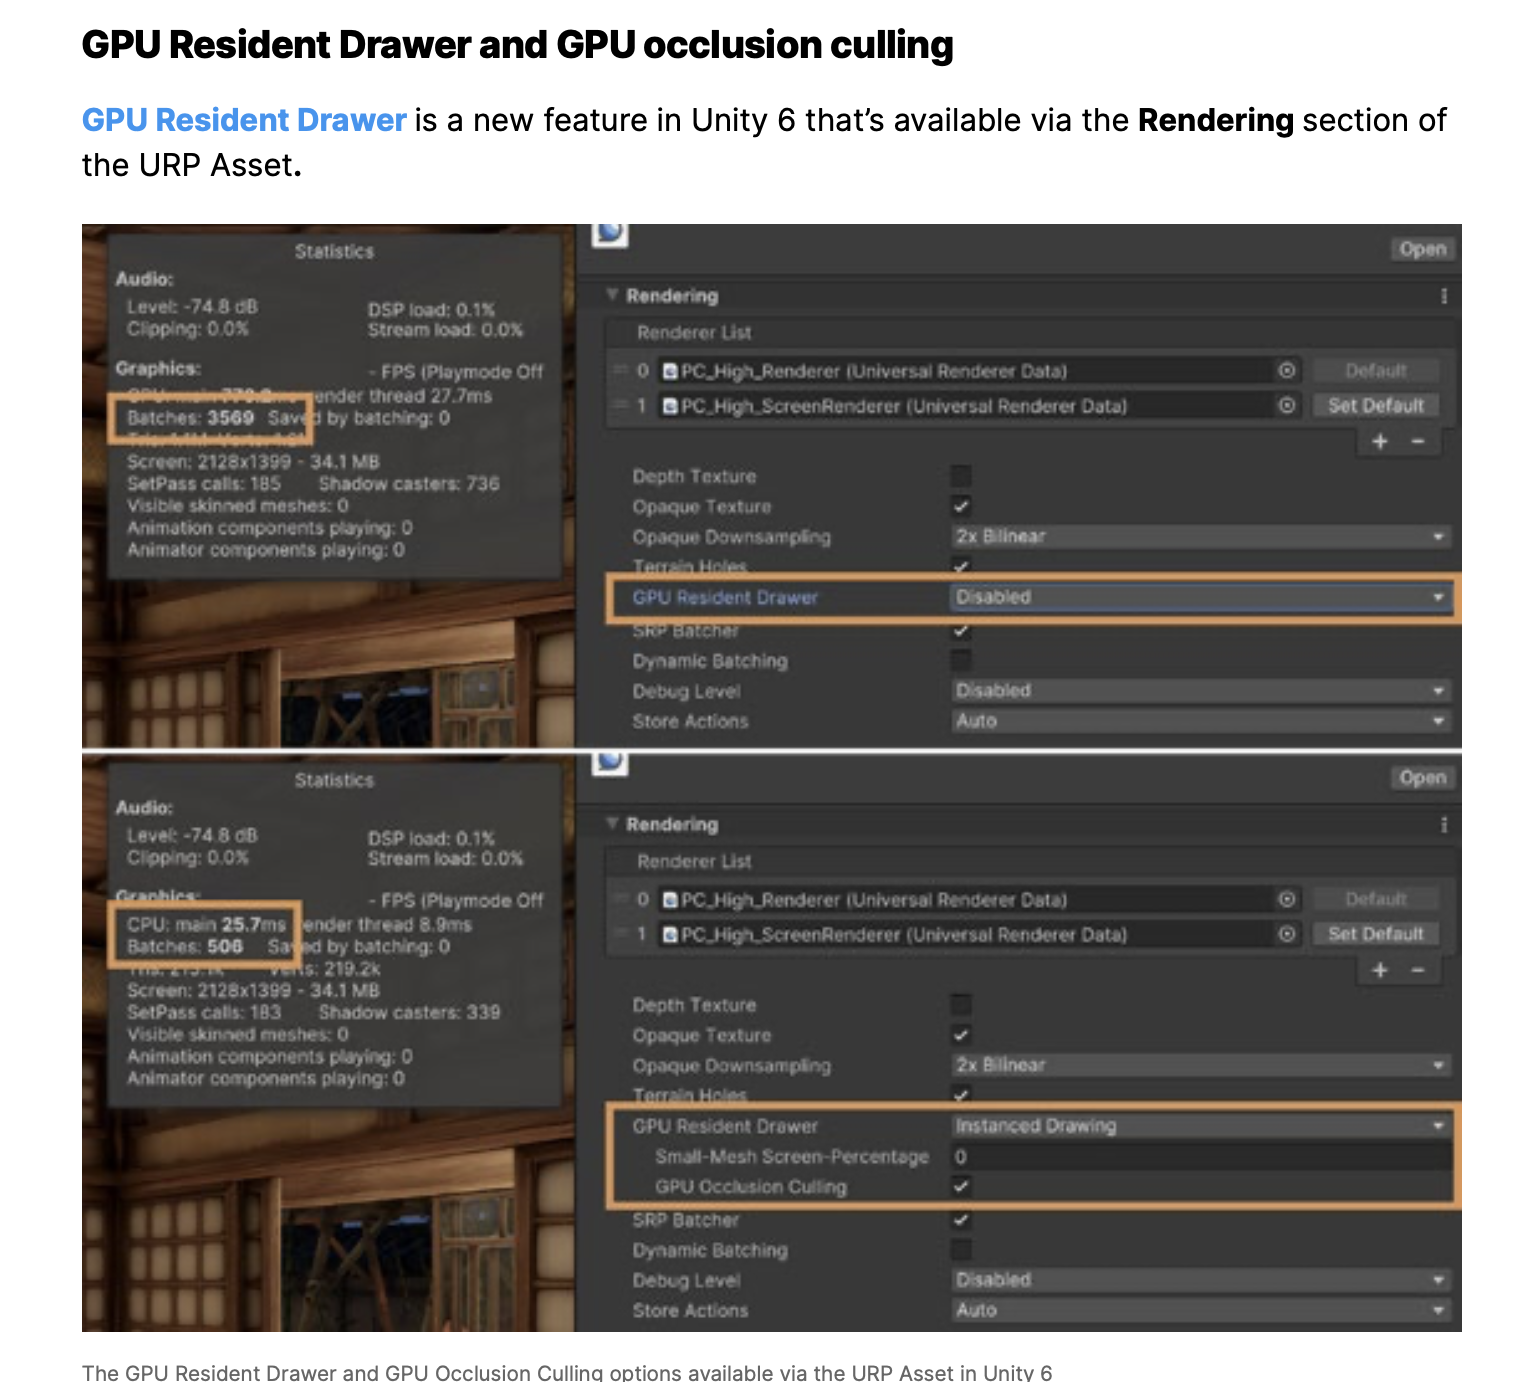 GPU Resident Drawer and GPU occlusion culling
GPU Resident Drawer is a new feature in Unity 6 that’s available via the Rendering section of
the URP Asset.
Statistics
Audio:
Level: -74.8 dB DSP load: 0.1%
Clipping: 0.0% Stream load: 0.0%
Graphics: - FPS (Playmode Off
CPU: main ender thread 27.7ms
Batches: 3569 Saved by batching: 0
Screen: 2128x1399 - 34.1 MB
SetPass calls: 185 Shadow casters: 736
Visible skinned meshes: 0
Animation components playing: 0
Animator components playing: 0
Open
Rendering
Renderer List
0 PC_High_Renderer (Universal Renderer Data) Default
1 PC_High_ScreenRenderer (Universal Renderer Data) Set Default
+ -
Depth Texture
Opaque Texture
Opaque Downsampling 2x Bilinear
Terrain Holes
GPU Resident Drawer Disabled
SRP Batcher
Dynamic Batching
Debug Level Disabled
Store Actions Auto
Statistics
Audio:
Level: -74.8 dB DSP load: 0.1%
Clipping: 0.0% Stream load: 0.0%
Graphics: - FPS (Playmode Off
CPU: main 25.7ms ender thread 8.9ms
Batches: 506 Saved by batching: 0
Verts: 219.2k
Screen: 2128x1399 - 34.1 MB
SetPass calls: 183 Shadow casters: 339
Visible skinned meshes: 0
Animation components playing: 0
Animator components playing: 0
Open
Rendering
Renderer List
0 PC_High_Renderer (Universal Renderer Data) Default
1 PC_High_ScreenRenderer (Universal Renderer Data) Set Default
+ -
Depth Texture
Opaque Texture
Opaque Downsampling 2x Bilinear
Terrain Holes
GPU Resident Drawer Instanced Drawing
Small-Mesh Screen-Percentage 0
GPU Occlusion Culling
SRP Batcher
Dynamic Batching
Debug Level Disabled
Store Actions Auto
The GPU Resident Drawer and GPU Occlusion Culling options available via the URP Asset in Unity 6